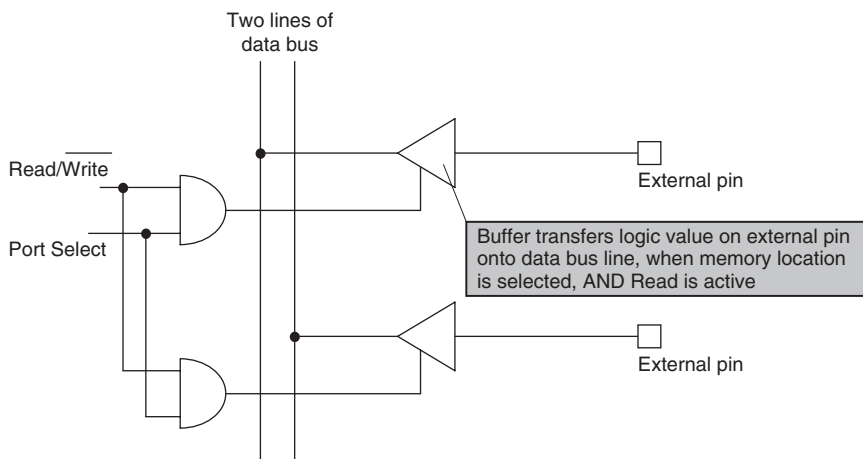 Two lines of
data bus
Read/Write
External pin
Port Select
Buffer transfers logic value on external pin
onto data bus line, when memory location
is selected, AND Read is active
External pin